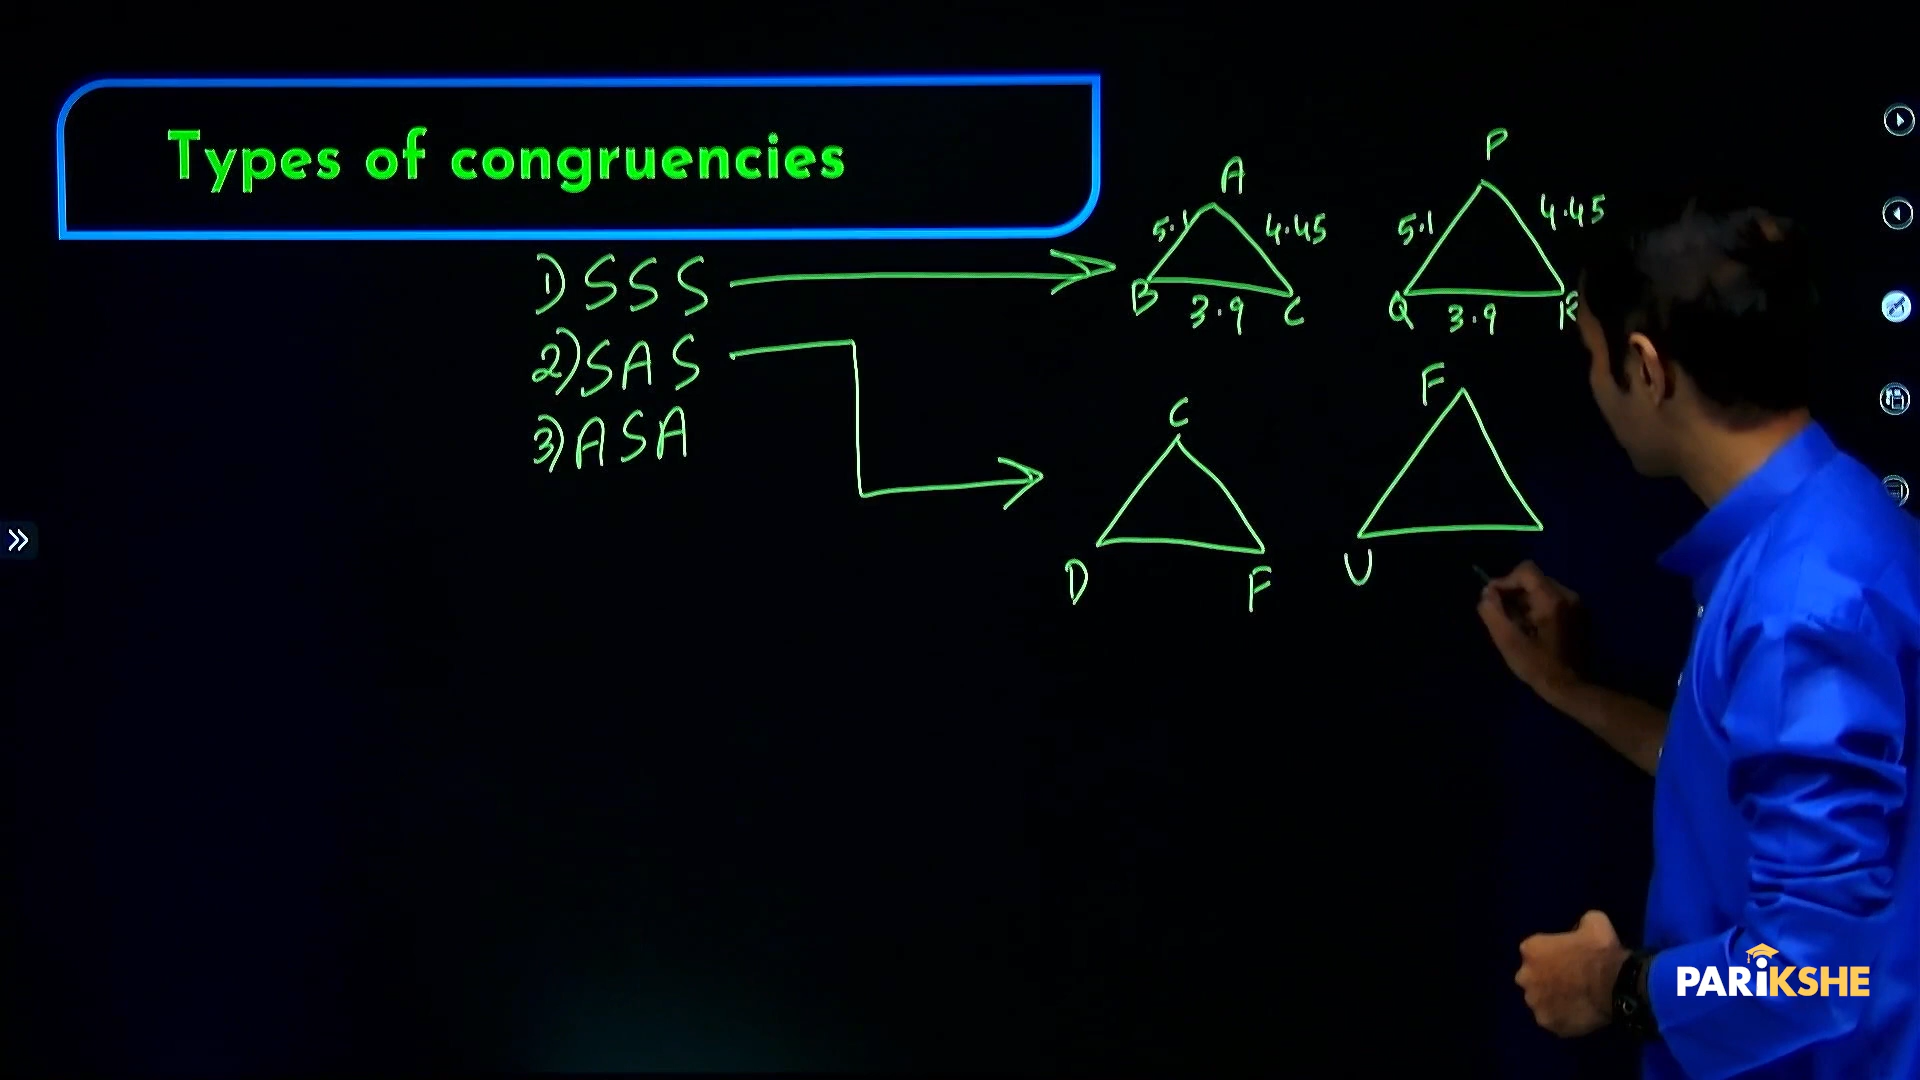 Types of congruencies
1) SSS
2) SAS
3) ASA
A
5.1
4.45
B
3.9
C
P
5.1
4.45
Q
3.9
R
C
D
F
F
U
PARiKSHE